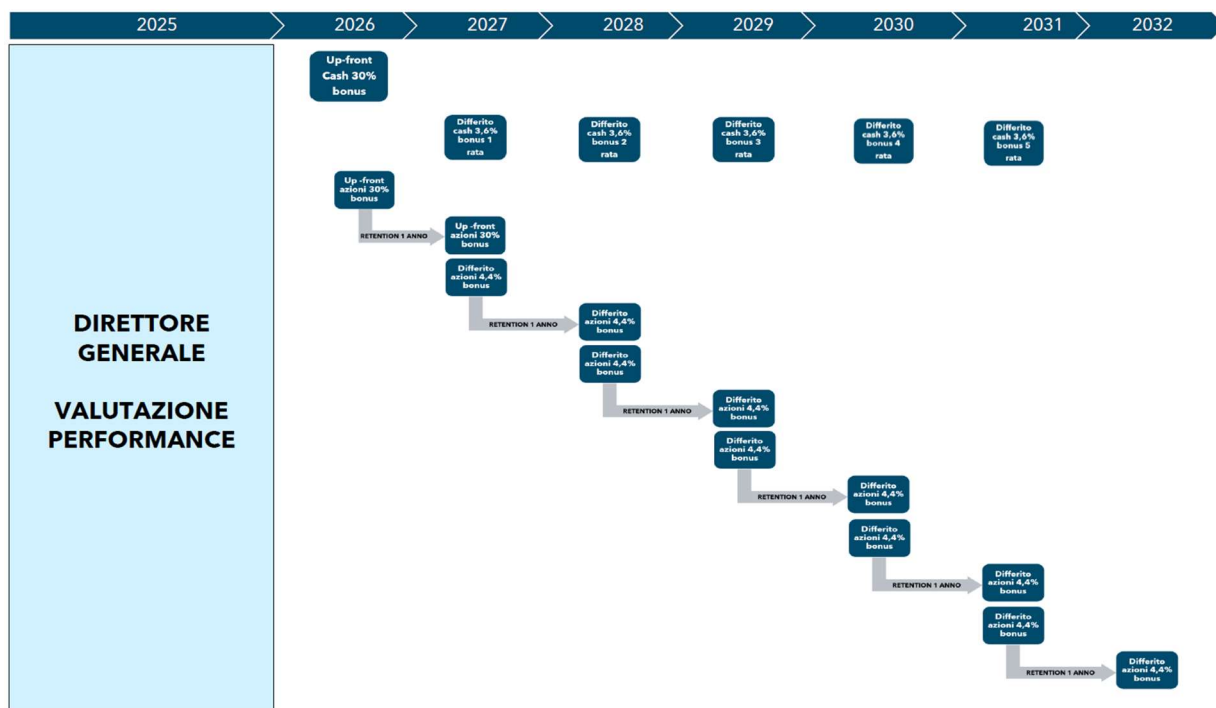 2025 2026 2027 2028 2029 2030 2031 2032
Up-front
Cash 30%
bonus
Differito
cash 3,6%
bonus 1
rata
Differito
cash 3,6%
bonus 2
rata
Differito
cash 3,6%
bonus 3
rata
Differito
cash 3,6%
bonus 4
rata
Differito
cash 3,6%
bonus 5
rata
Up -front
azioni 30%
bonus
RETENTION 1 ANNO
Up -front
azioni 30%
bonus
Differito
azioni 4,4%
bonus
RETENTION 1 ANNO
Differito
azioni 4,4%
bonus
Differito
azioni 4,4%
bonus
RETENTION 1 ANNO
Differito
azioni 4,4%
bonus
Differito
azioni 4,4%
bonus
RETENTION 1 ANNO
Differito
azioni 4,4%
bonus
Differito
azioni 4,4%
bonus
RETENTION 1 ANNO
Differito
azioni 4,4%
bonus
Differito
azioni 4,4%
bonus
RETENTION 1 ANNO
Differito
azioni 4,4%
bonus
DIRETTORE
GENERALE
VALUTAZIONE
PERFORMANCE